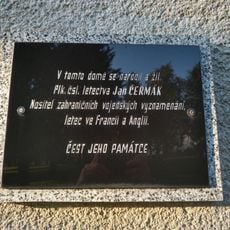 V tomto domě se narodil a žil
Plk. čsl. letectva Jan ČERMÁK
Nositel zahraničních vojenských vyznamenání,
letec ve Francii a Anglii.
ČEST JEHO PAMÁTCE